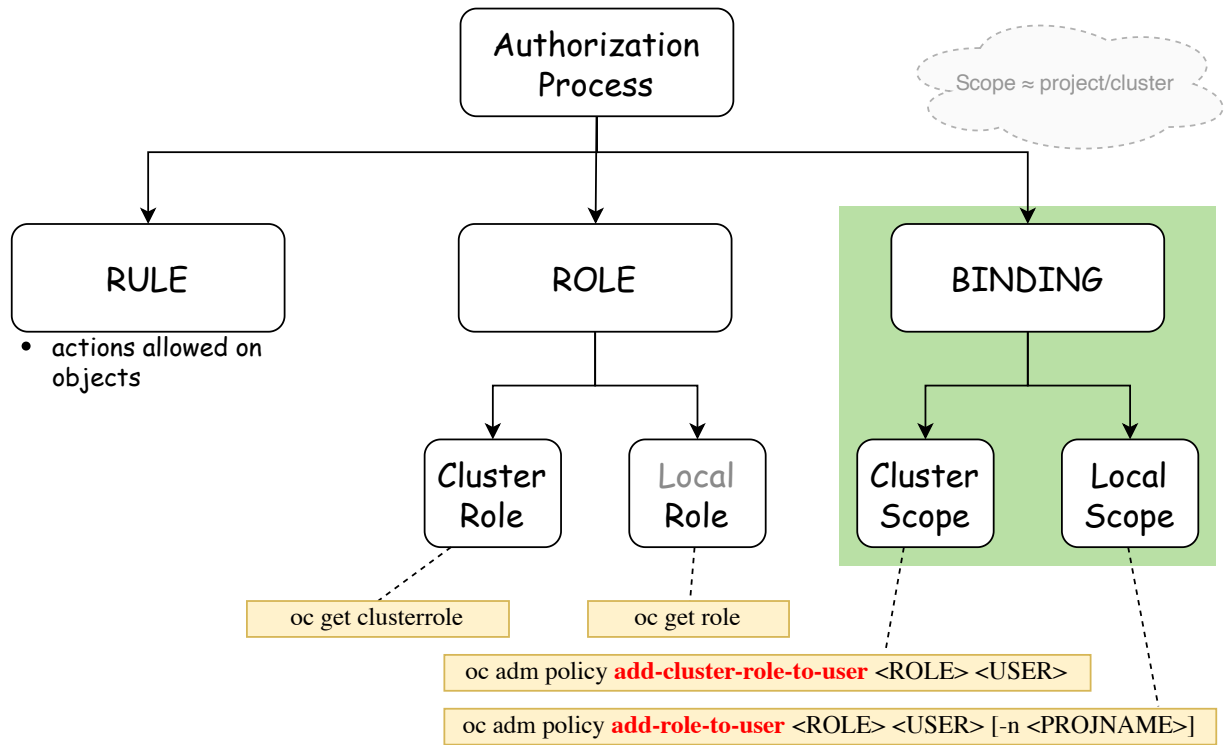 Authorization
Process
Scope ≈ project/cluster
RULE
ROLE
BINDING
• actions allowed on
objects
Cluster
Role
Local
Role
Cluster
Scope
Local
Scope
oc get clusterrole
oc get role
oc adm policy add-cluster-role-to-user <ROLE> <USER>
oc adm policy add-role-to-user <ROLE> <USER> [-n <PROJNAME>]